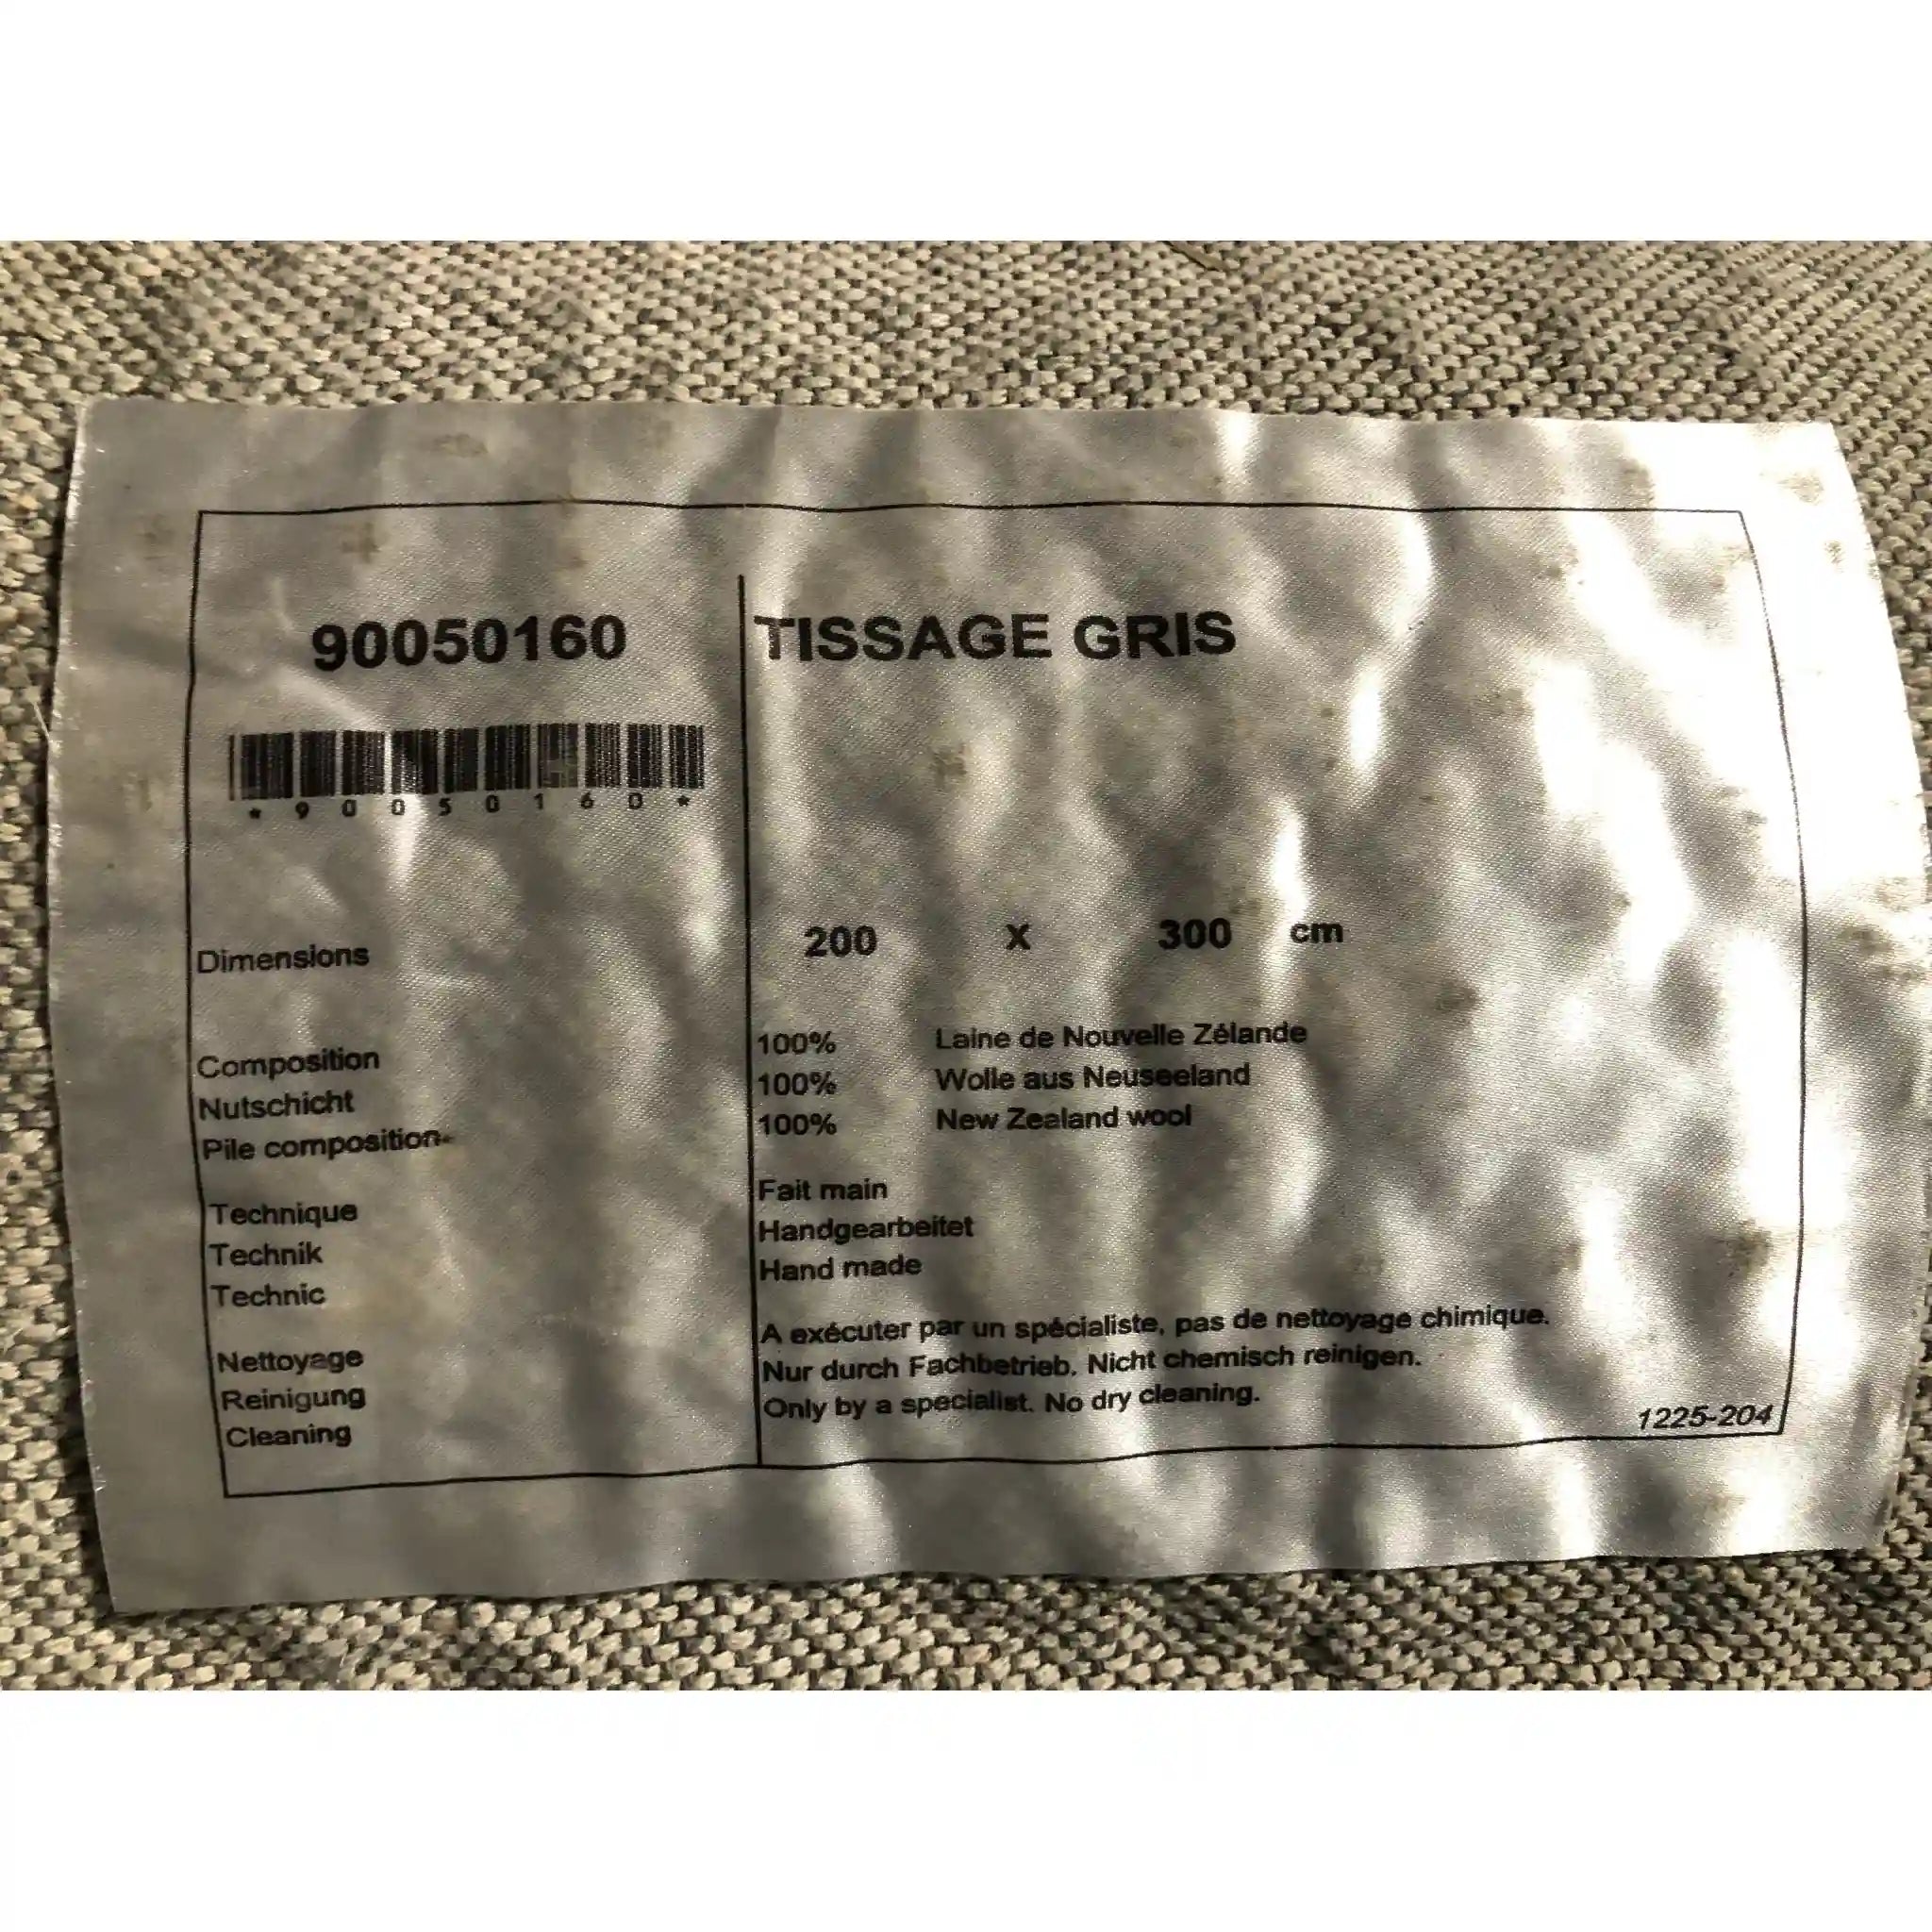 90050160
TISSAGE GRIS
*90050160*
Dimensions 200 X 300 cm
Composition 100% Laine de Nouvelle Zélande
Nutschicht 100% Wolle aus Neuseeland
Pile composition 100% New Zealand wool
Technique Fait main
Technik Handgearbeitet
Technic Hand made
Nettoyage A exécuter par un spécialiste, pas de nettoyage chimique.
Reinigung Nur durch Fachbetrieb. Nicht chemisch reinigen.
Cleaning Only by a specialist. No dry cleaning.
1225-204